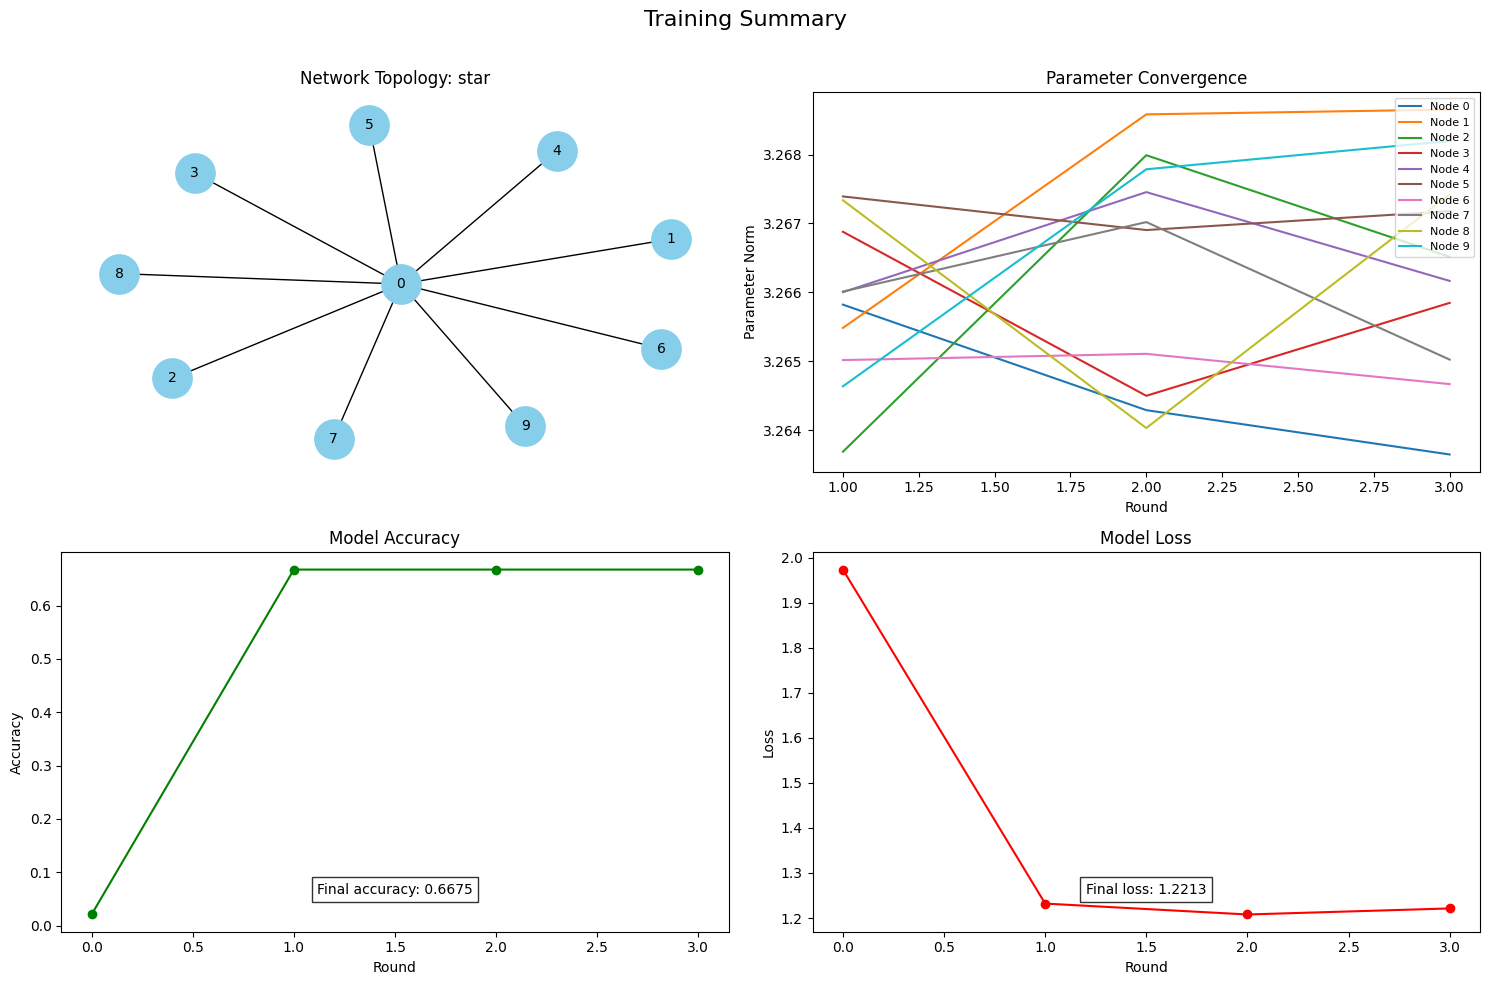 Training Summary
Network Topology: star
5
4
3
1
8
0
6
2
9
7
Parameter Convergence
Parameter Norm
3.268
3.267
3.266
3.265
3.264
Node 0
Node 1
Node 2
Node 3
Node 4
Node 5
Node 6
Node 7
Node 8
Node 9
1.00 1.25 1.50 1.75 2.00 2.25 2.50 2.75 3.00
Round
Model Accuracy
Accuracy
0.6
0.5
0.4
0.3
0.2
0.1
0.0
Final accuracy: 0.6675
0.0 0.5 1.0 1.5 2.0 2.5 3.0
Round
Model Loss
Loss
2.0
1.9
1.8
1.7
1.6
1.5
1.4
1.3
1.2
Final loss: 1.2213
0.0 0.5 1.0 1.5 2.0 2.5 3.0
Round